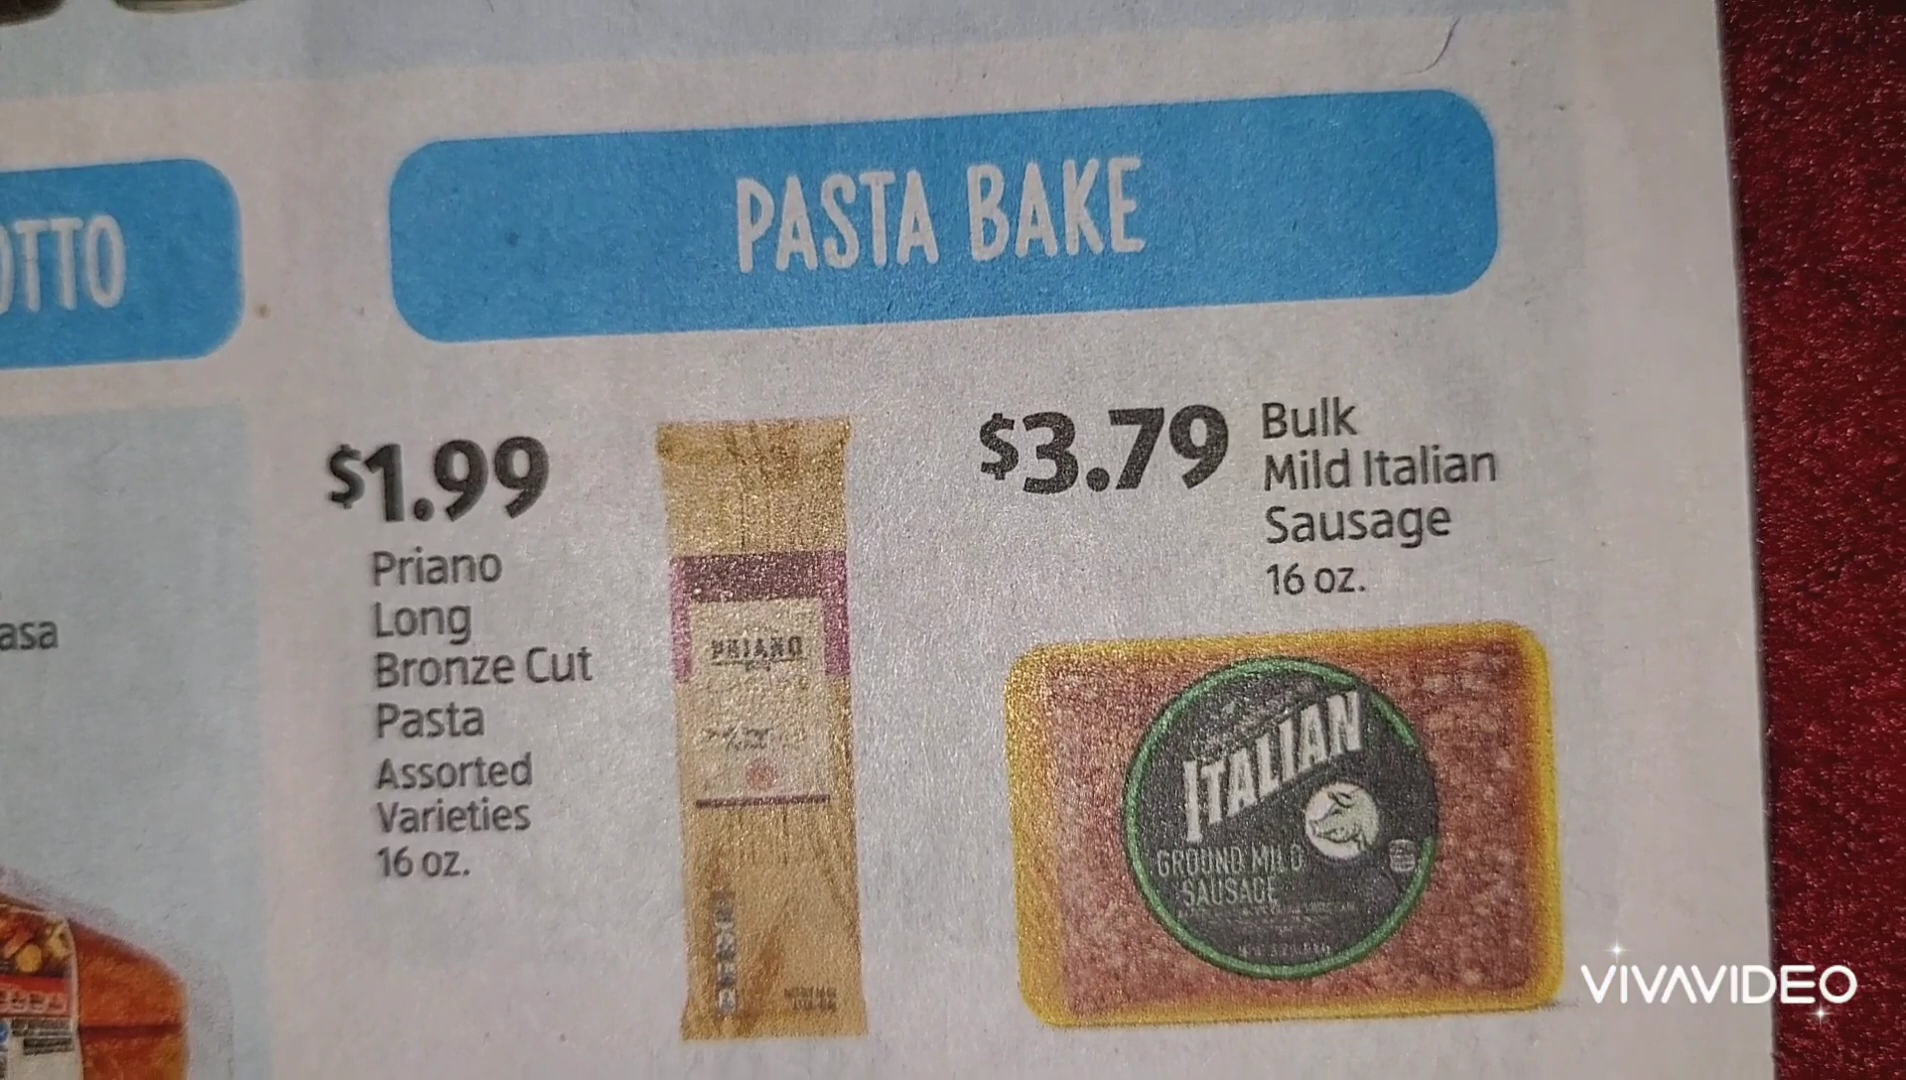 OTTO
PASTA BAKE
$1.99
Priano
Long
Bronze Cut
Pasta
Assorted
Varieties
16 oz.
PRIANO
$3.79
Bulk
Mild Italian
Sausage
16 oz.
ITALIAN
GROUND MILD
SAUSAGE
asa
VIVAVIDEO